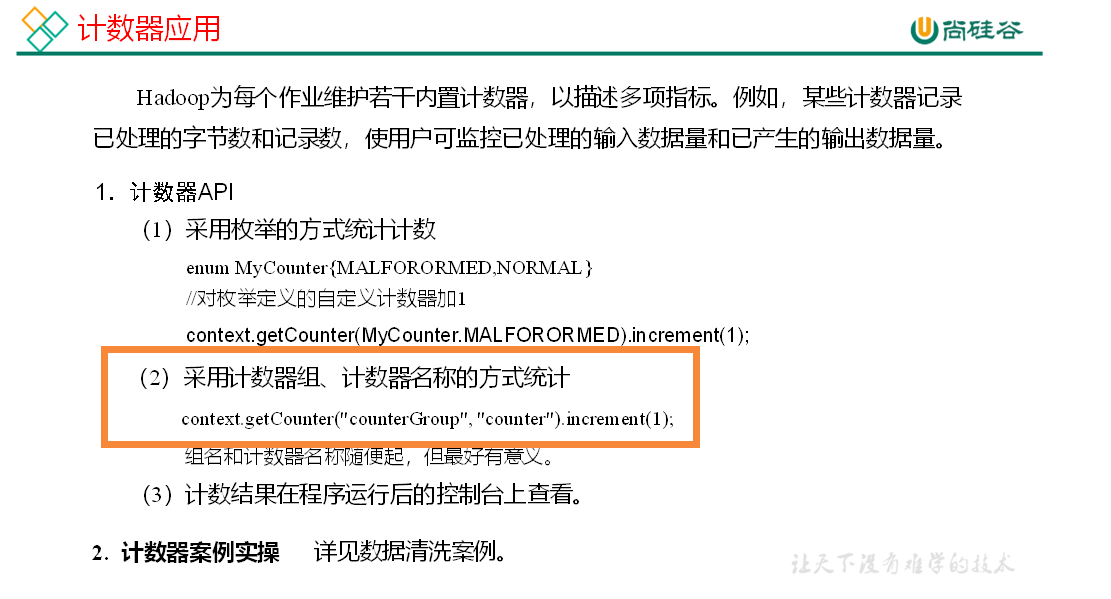 计数器应用
尚硅谷
Hadoop为每个作业维护若干内置计数器，以描述多项指标。例如，某些计数器记录
已处理的字节数和记录数，使用户可监控已处理的输入数据量和已产生的输出数据量。
1．计数器API
（1）采用枚举的方式统计计数
enum MyCounter{MALFORORMED,NORMAL}
//对枚举定义的自定义计数器加1
context.getCounter(MyCounter.MALFORORMED).increment(1);
（2）采用计数器组、计数器名称的方式统计
context.getCounter("counterGroup", "counter").increment(1);
组名和计数器名称随便起，但最好有意义。
（3）计数结果在程序运行后的控制台上查看。
2. 计数器案例实操 详见数据清洗案例。
让天下没有难学的技术